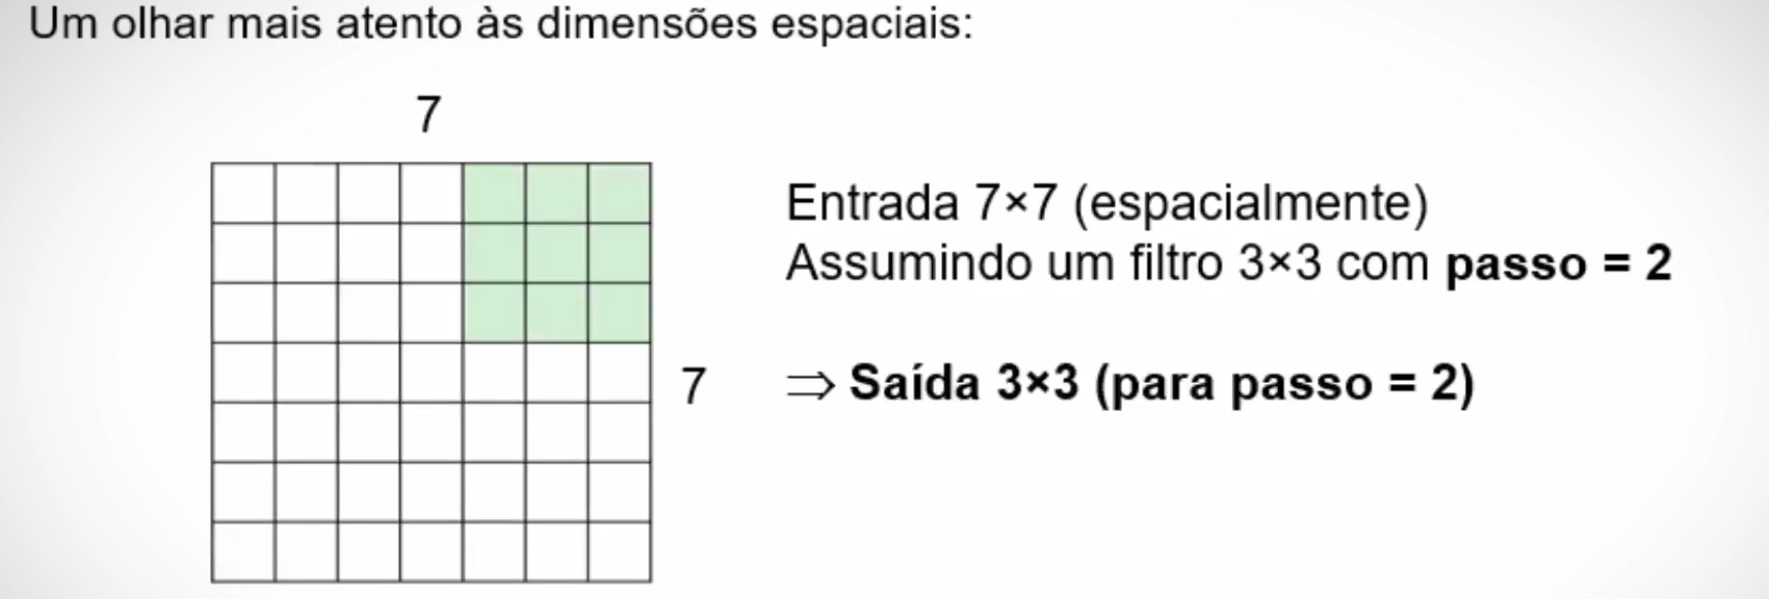 Um olhar mais atento às dimensões espaciais:
7
Entrada 7×7 (espacialmente)
Assumindo um filtro 3×3 com passo = 2
7
⇒ Saída 3×3 (para passo = 2)